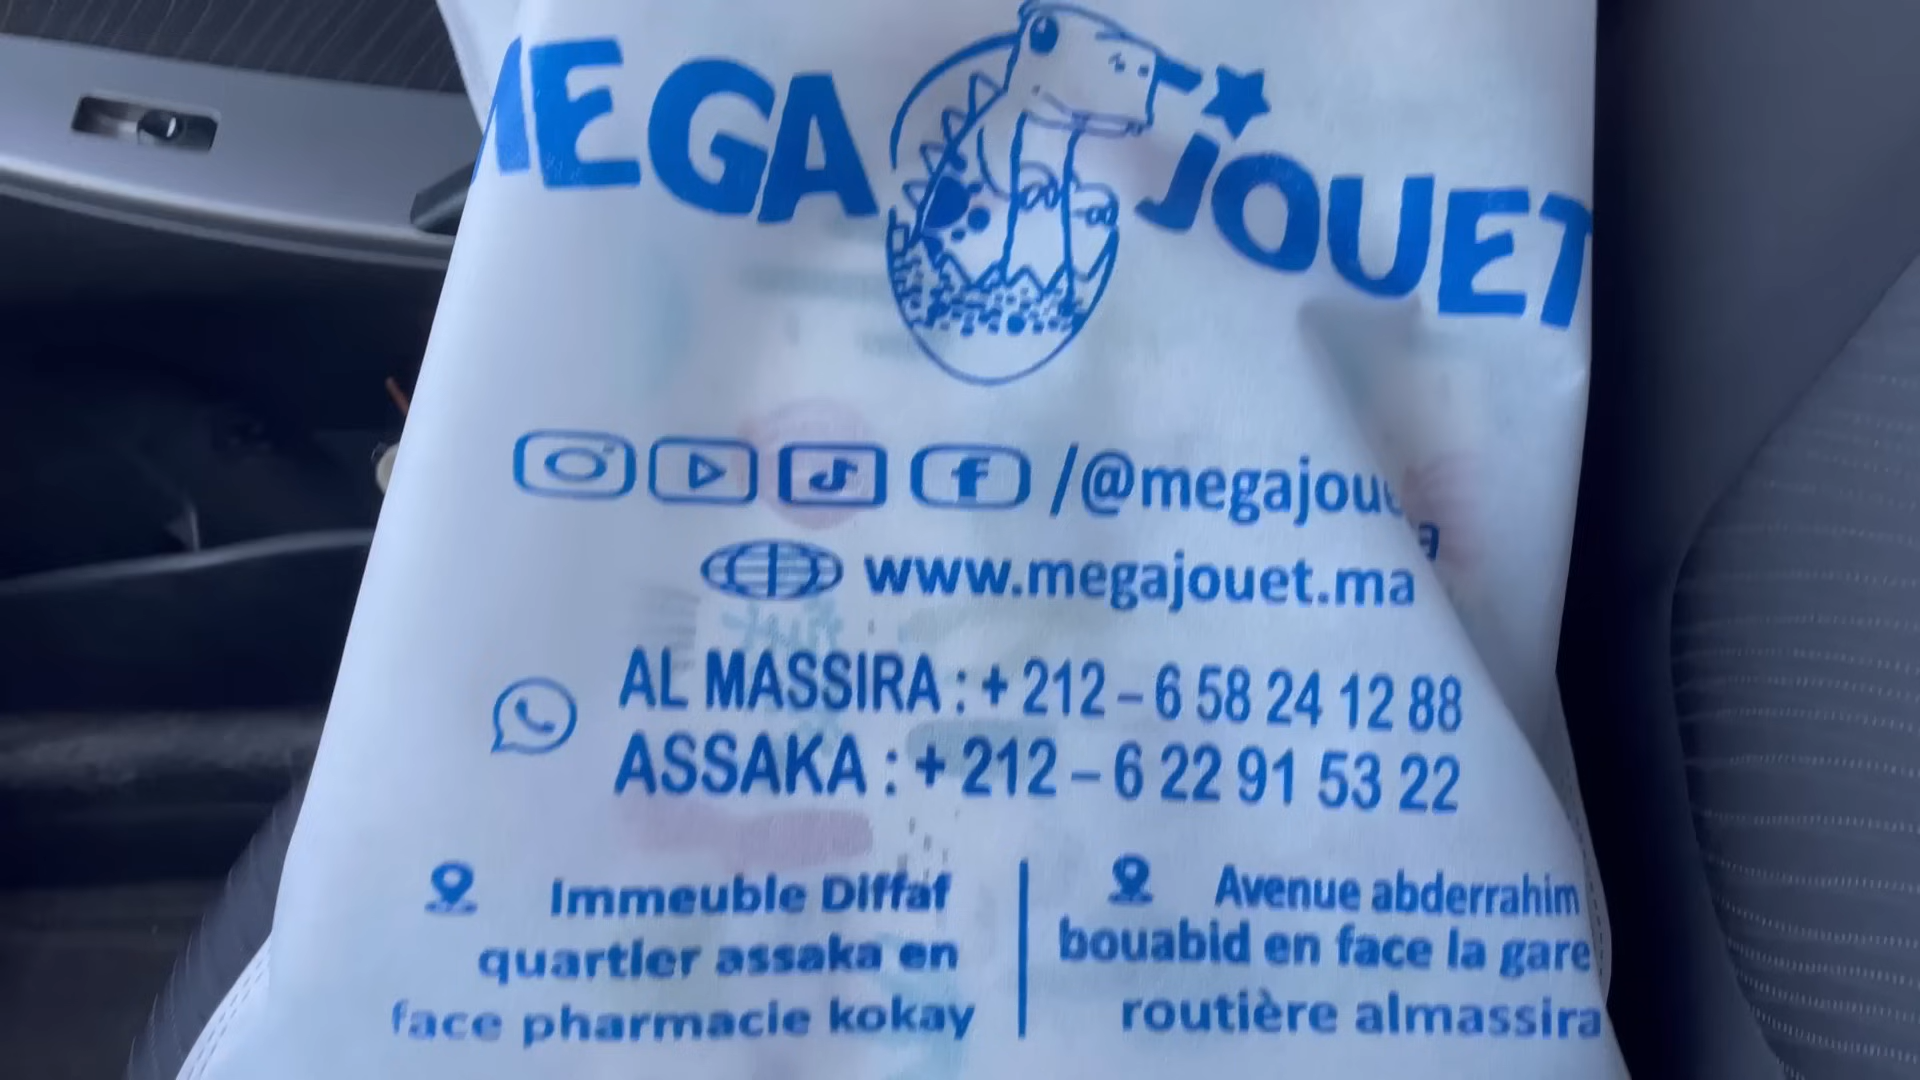 MEGA JOUET
/@megajoue
www.megajouet.ma
AL MASSIRA : + 212 – 6 58 24 12 88
ASSAKA : + 212 – 6 22 91 53 22
Immeuble Diffaf
quartier assaka en
face pharmacie kokay
Avenue abderrahim
bouabid en face la gare
routière almassira